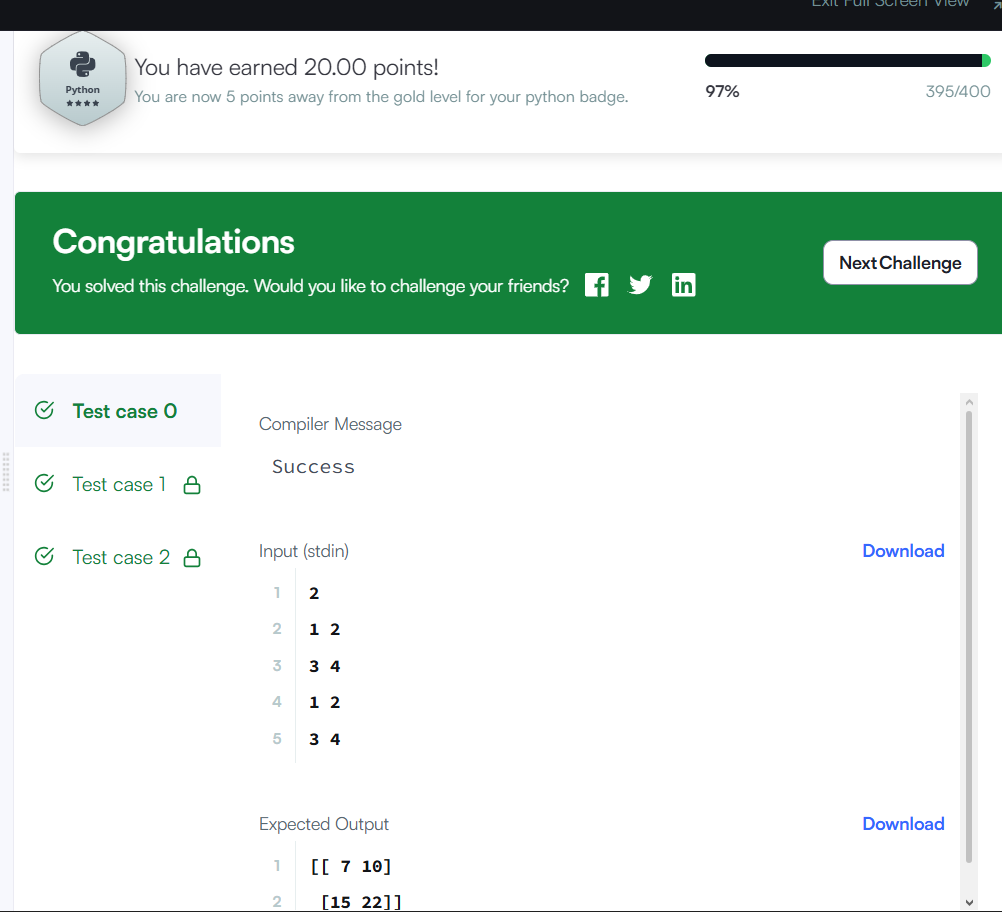 Exit Full Screen View
Python
You have earned 20.00 points!
You are now 5 points away from the gold level for your python badge.
97%
395/400
Congratulations
You solved this challenge. Would you like to challenge your friends?
Next Challenge
Test case 0
Test case 1
Test case 2
Compiler Message
Success
Input (stdin)
Download
1 2
2 1 2
3 3 4
4 1 2
5 3 4
Expected Output
Download
1 [[ 7 10]
2 [15 22]]